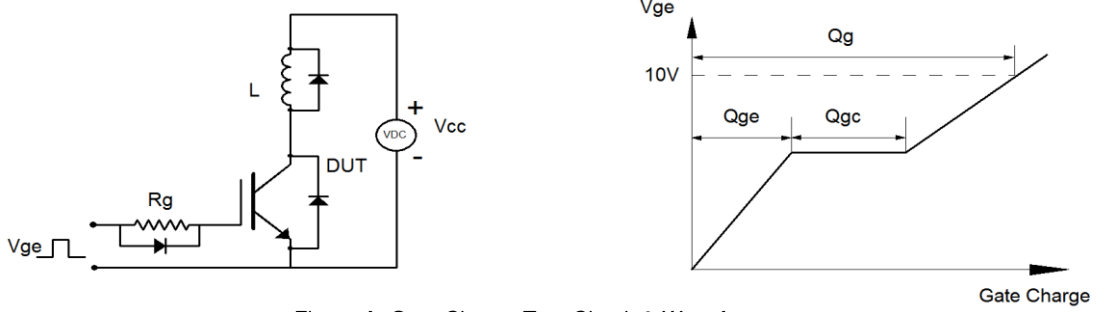 L
+
VDC
Vcc
-
DUT
Rg
Vge
Vge
Qg
10V
Qge
Qgc
Gate Charge